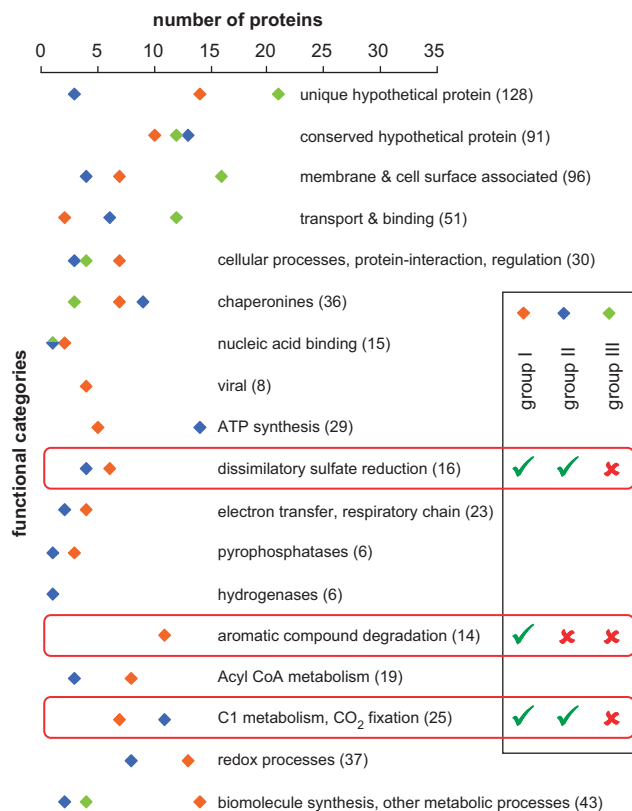 number of proteins
0 5 10 15 20 25 30 35
functional categories
unique hypothetical protein (128)
conserved hypothetical protein (91)
membrane & cell surface associated (96)
transport & binding (51)
cellular processes, protein-interaction, regulation (30)
chaperonines (36)
nucleic acid binding (15)
viral (8)
ATP synthesis (29)
dissimilatory sulfate reduction (16)
electron transfer, respiratory chain (23)
pyrophosphatases (6)
hydrogenases (6)
aromatic compound degradation (14)
Acyl CoA metabolism (19)
C1 metabolism, CO₂ fixation (25)
redox processes (37)
biomolecule synthesis, other metabolic processes (43)
group I
group II
group III